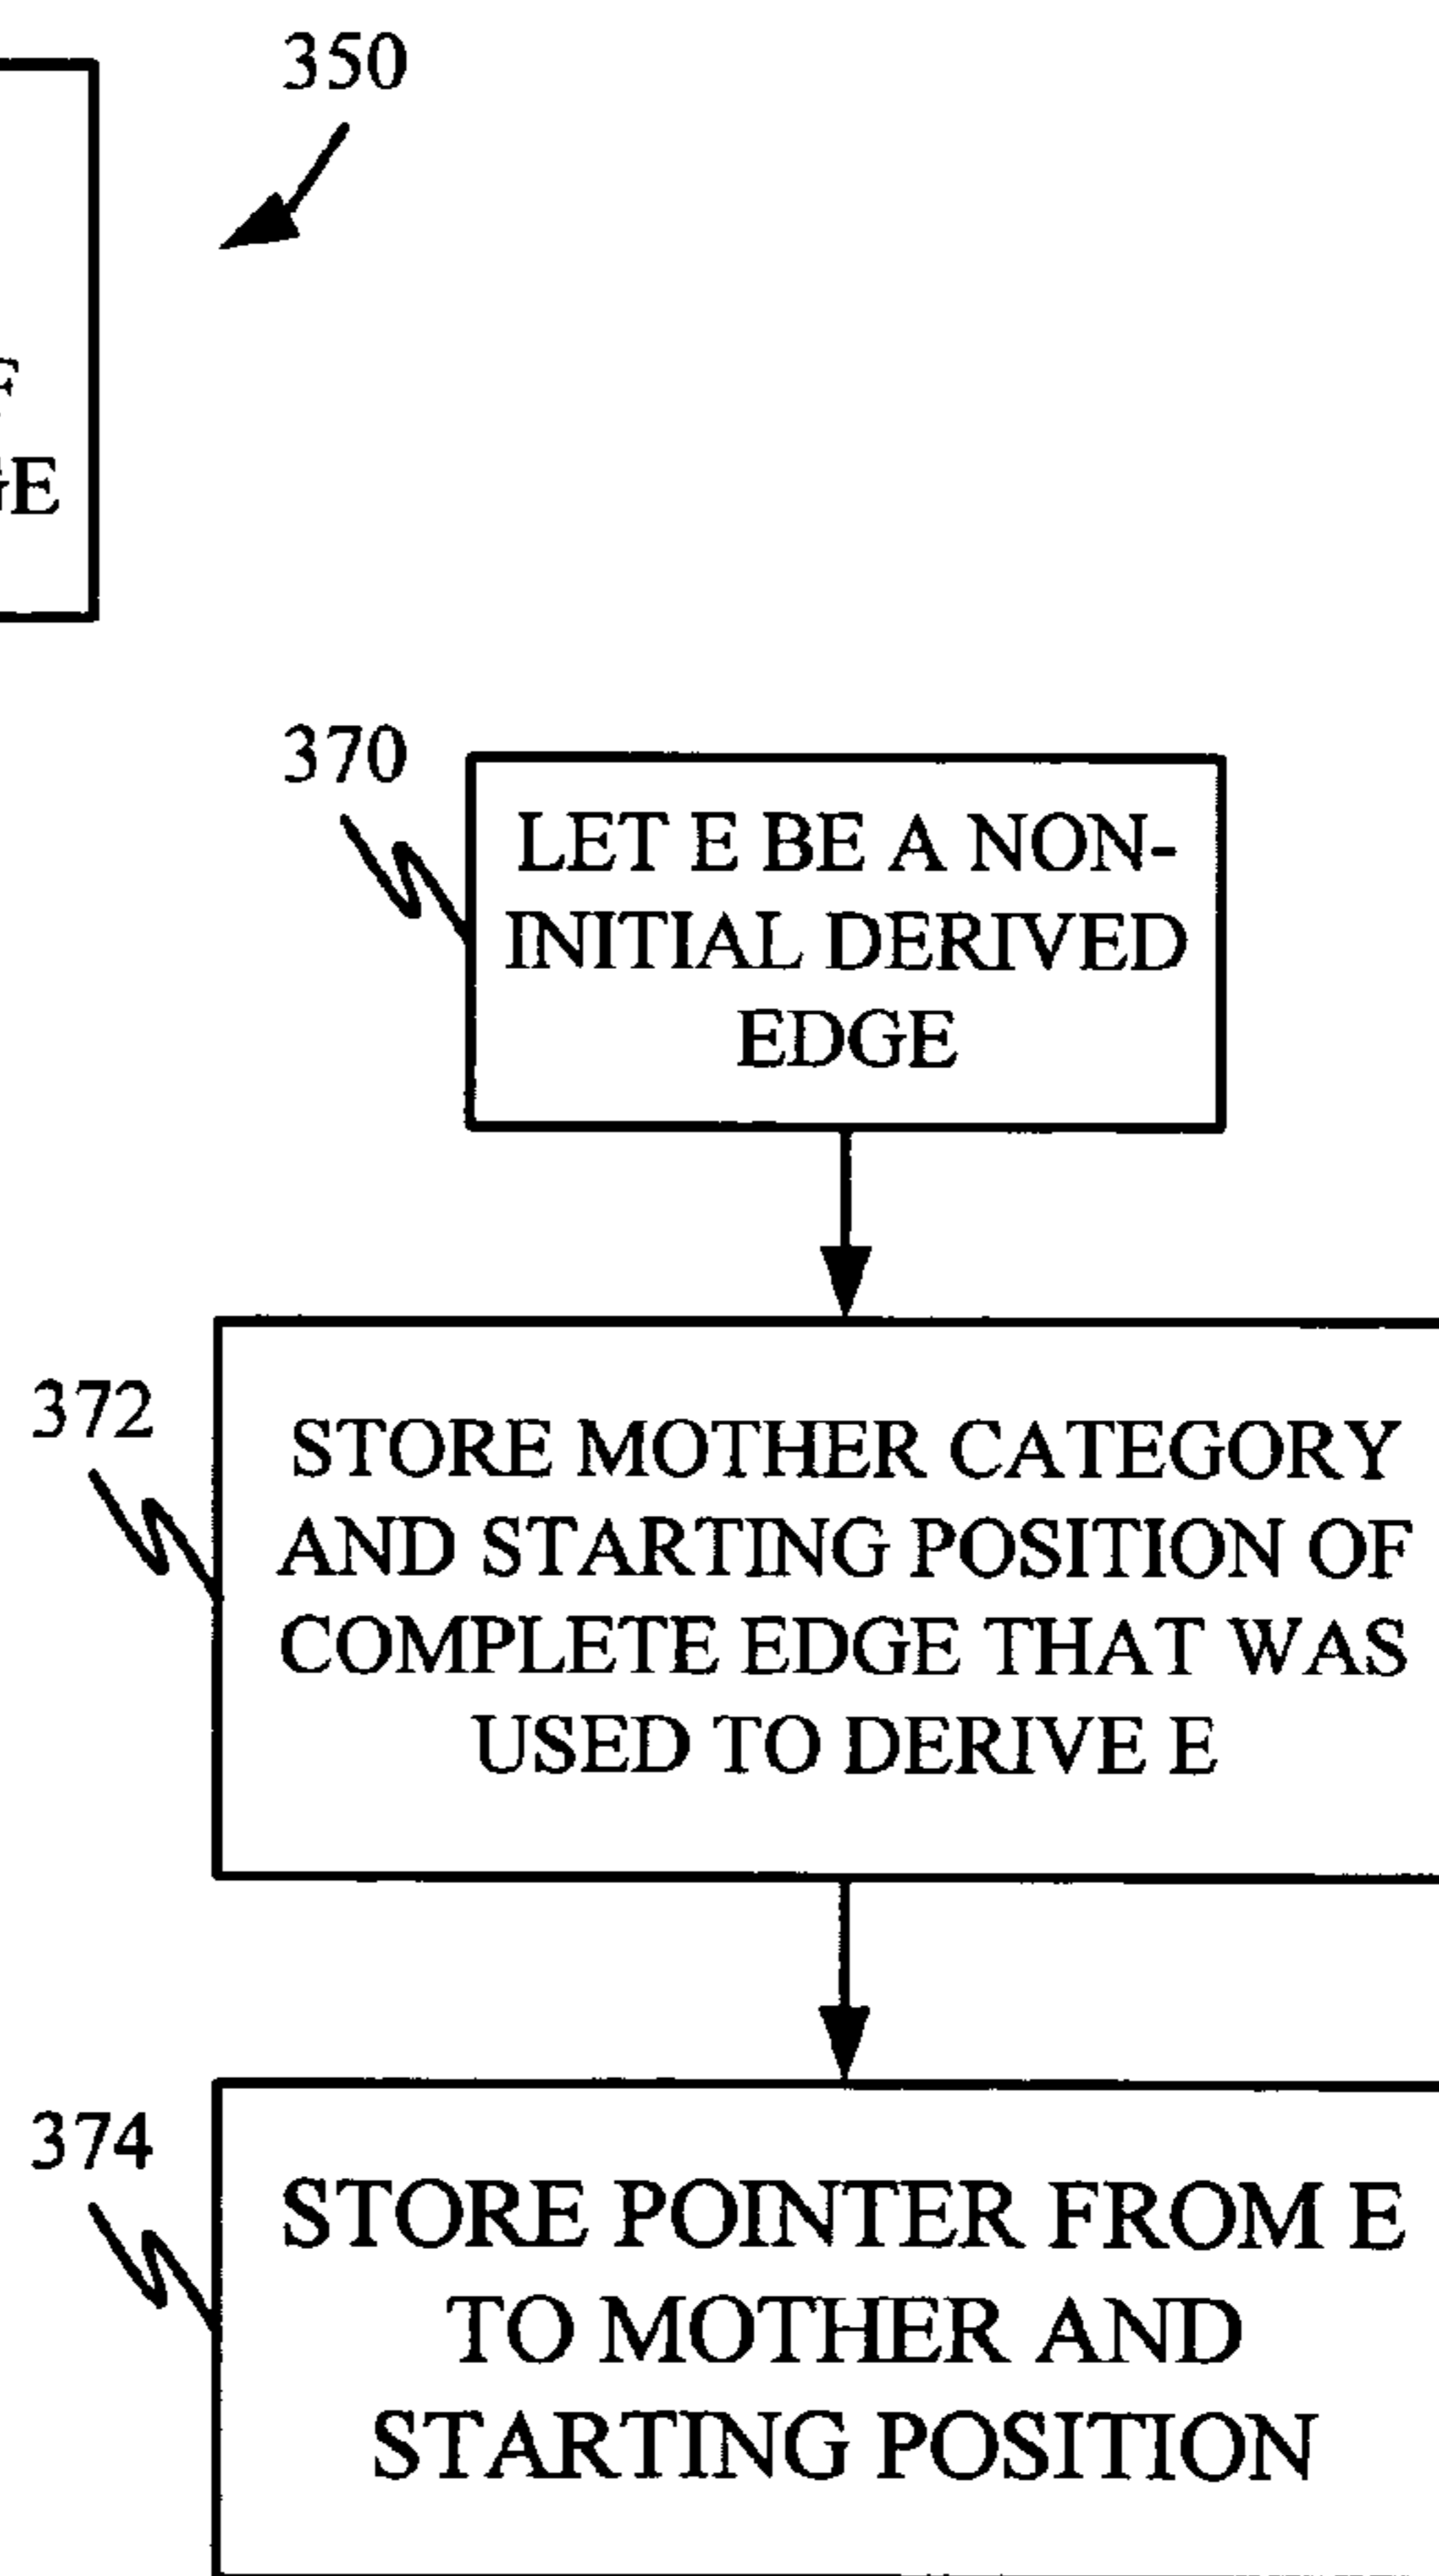 350
370
LET E BE A NON-
INITIAL DERIVED
EDGE
372
STORE MOTHER CATEGORY
AND STARTING POSITION OF
COMPLETE EDGE THAT WAS
USED TO DERIVE E
374
STORE POINTER FROM E
TO MOTHER AND
STARTING POSITION